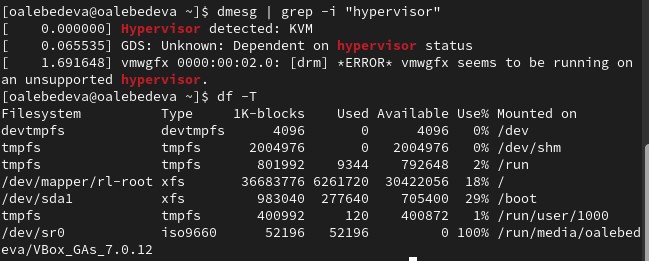 [oalebedeva@oalebedeva ~]$ dmesg | grep -i "hypervisor"
[    0.000000] Hypervisor detected: KVM
[    0.065535] GDS: Unknown: Dependent on hypervisor status
[    1.691648] vmwgfx 0000:00:02.0: [drm] *ERROR* vmwgfx seems to be running on
an unsupported hypervisor.
[oalebedeva@oalebedeva ~]$ df -T
Filesystem          Type     1K-blocks    Used Available Use% Mounted on
devtmpfs            devtmpfs      4096       0      4096   0% /dev
tmpfs               tmpfs      2004976       0   2004976   0% /dev/shm
tmpfs               tmpfs       801992    9344    792648   2% /run
/dev/mapper/rl-root xfs       36683776 6261720  30422056  18% /
/dev/sda1           xfs         983040  277640    705400  29% /boot
tmpfs               tmpfs       400992     120    400872   1% /run/user/1000
/dev/sr0            iso9660      52196   52196         0 100% /run/media/oalebed
eva/VBox_GAs_7.0.12